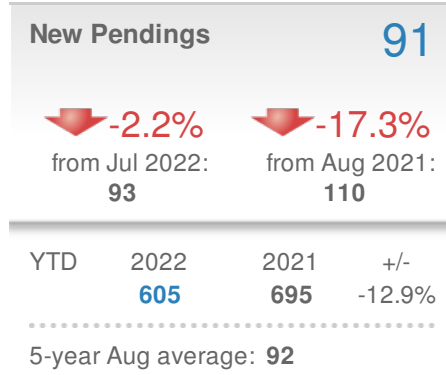 New Pendings 91
-2.2% -17.3%
from Jul 2022: from Aug 2021:
93 110
YTD 2022 2021 +/-
605 695 -12.9%
5-year Aug average: 92